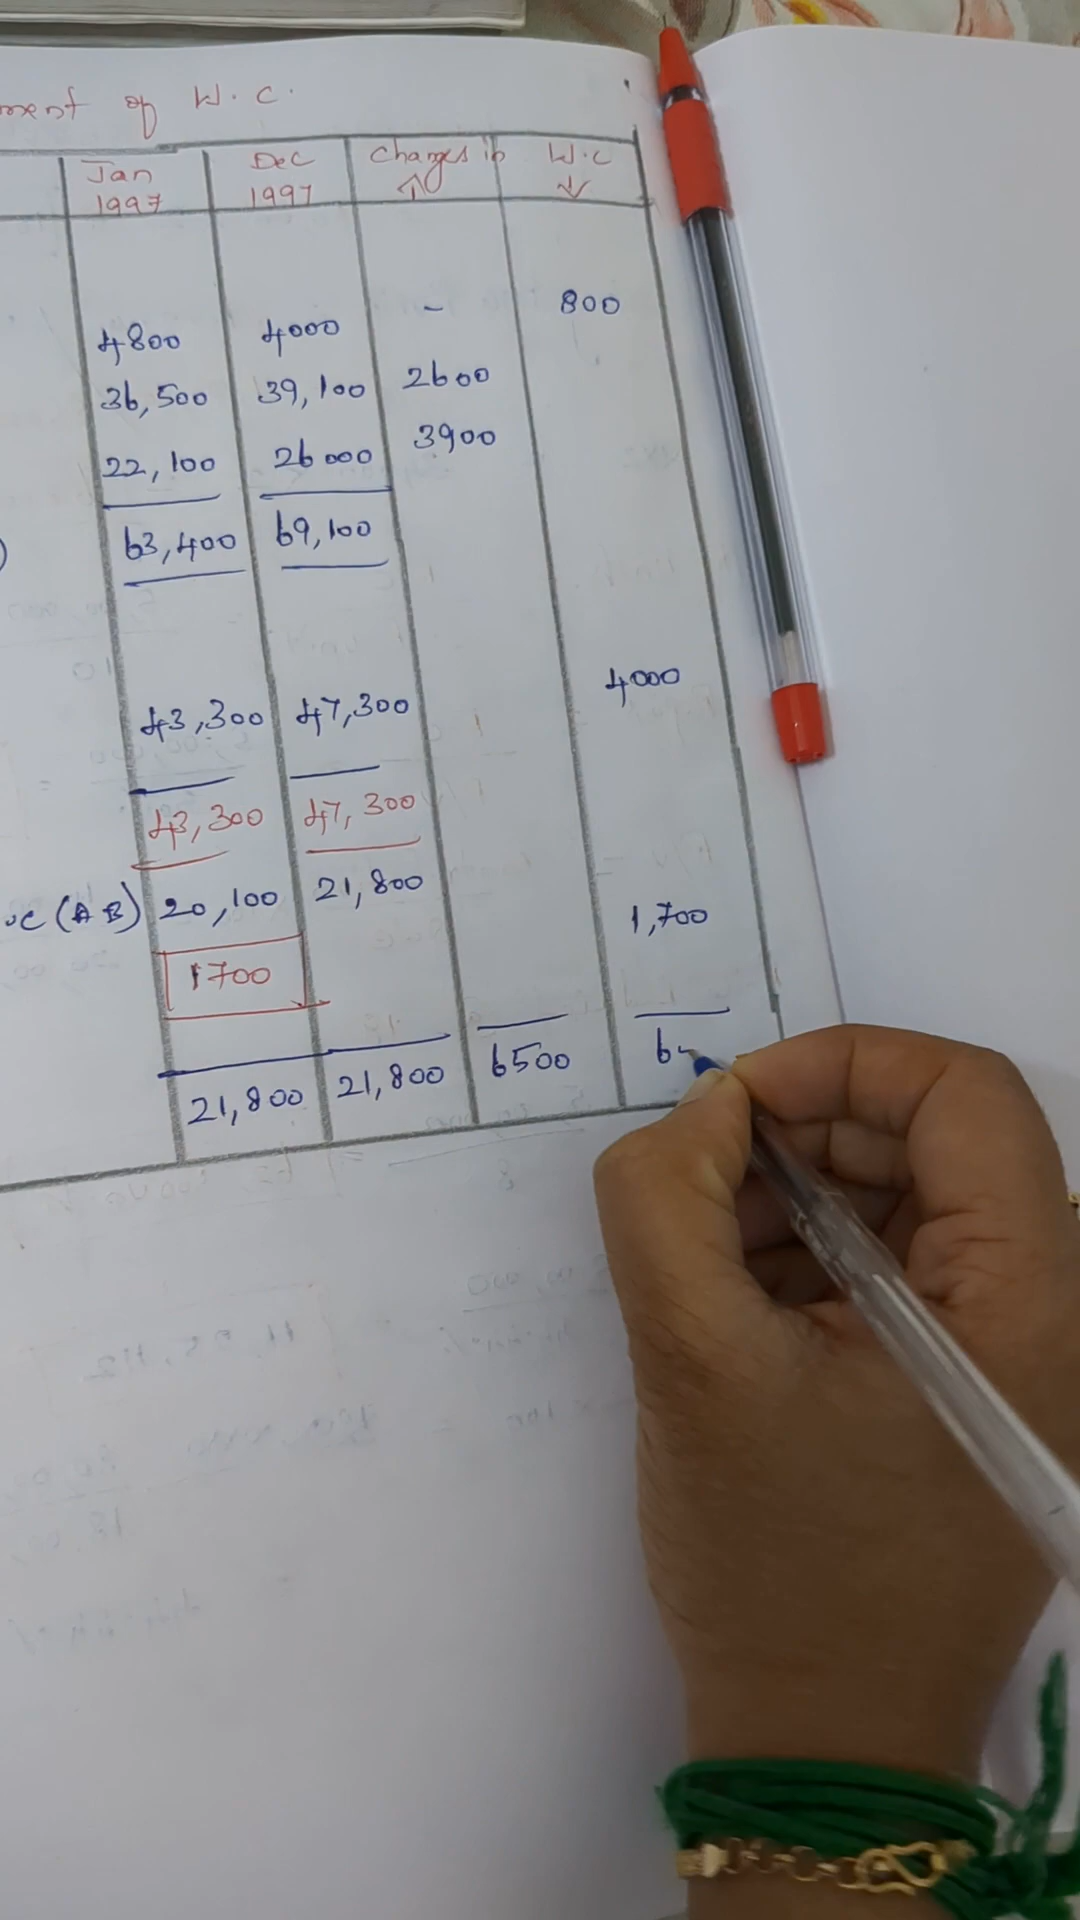 of W.C.
Jan 1997 Dec 1997 Changes in W.C
↑ ↓
4800 4000 - 800
36,500 39,100 2600
22,100 26000 3900
63,400 69,100
43,300 47,300 4000
43,300 47,300
(A-B) 20,100 21,800 1,700
1700
21,800 21,800 6500 6